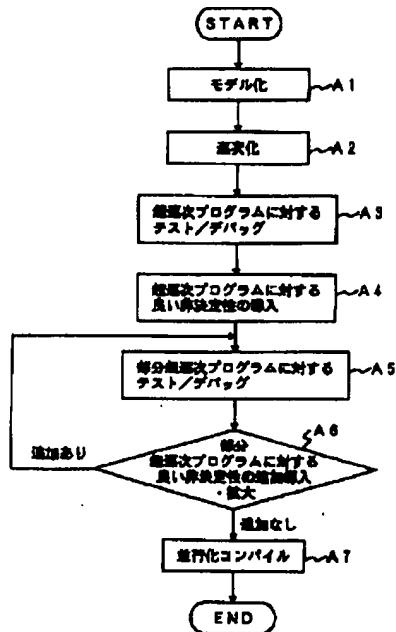 START
モデル化
A1
逐次化
A2
超逐次プログラムに対する
テスト/デバッグ
A3
超逐次プログラムに対する
良い非決定性の導入
A4
部分超逐次プログラムに対する
テスト/デバッグ
A5
A6
部分
超逐次プログラムに対する
良い非決定性の追加導入
・拡大
追加あり
追加なし
並行化コンパイル
A7
END